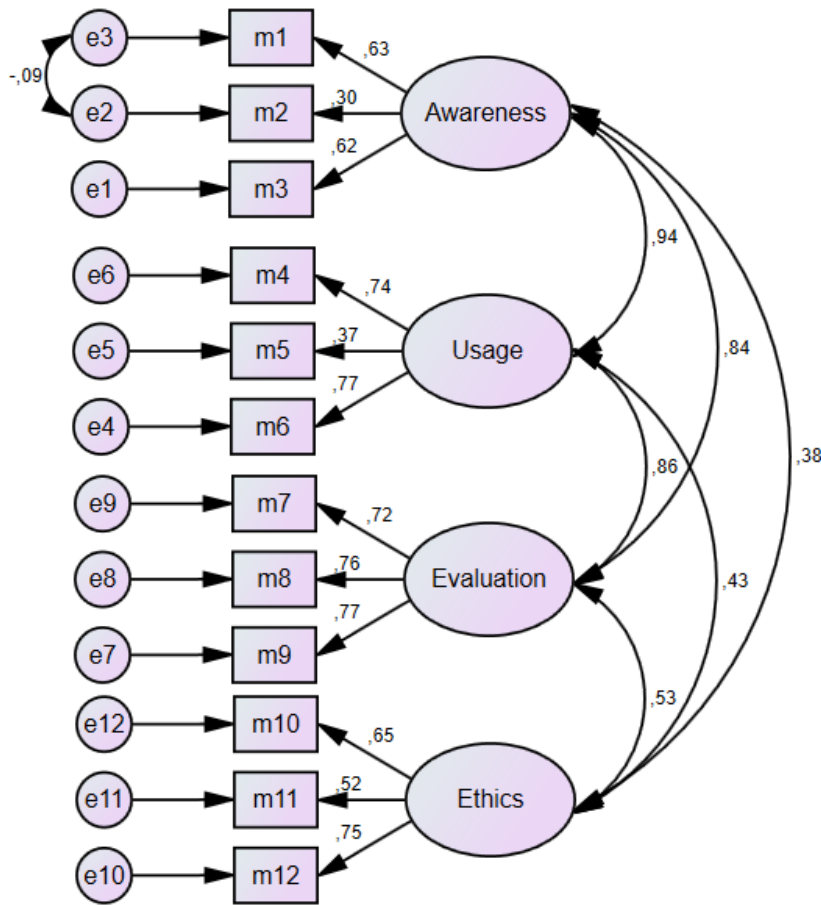 e3 m1 ,63
-,09
e2 m2 ,30 Awareness
e1 m3 ,62
,94
e6 m4 ,74
e5 m5 ,37 Usage ,84
e4 m6 ,77
,86 ,38
e9 m7 ,72
e8 m8 ,76 Evaluation ,43
e7 m9 ,77
,53
e12 m10 ,65
e11 m11 ,52 Ethics
e10 m12 ,75